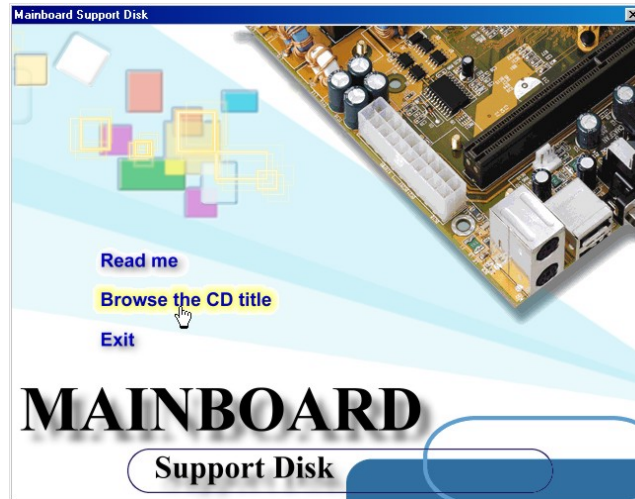 Mainboard Support Disk
Read me
Browse the CD title
Exit
MAINBOARD
Support Disk